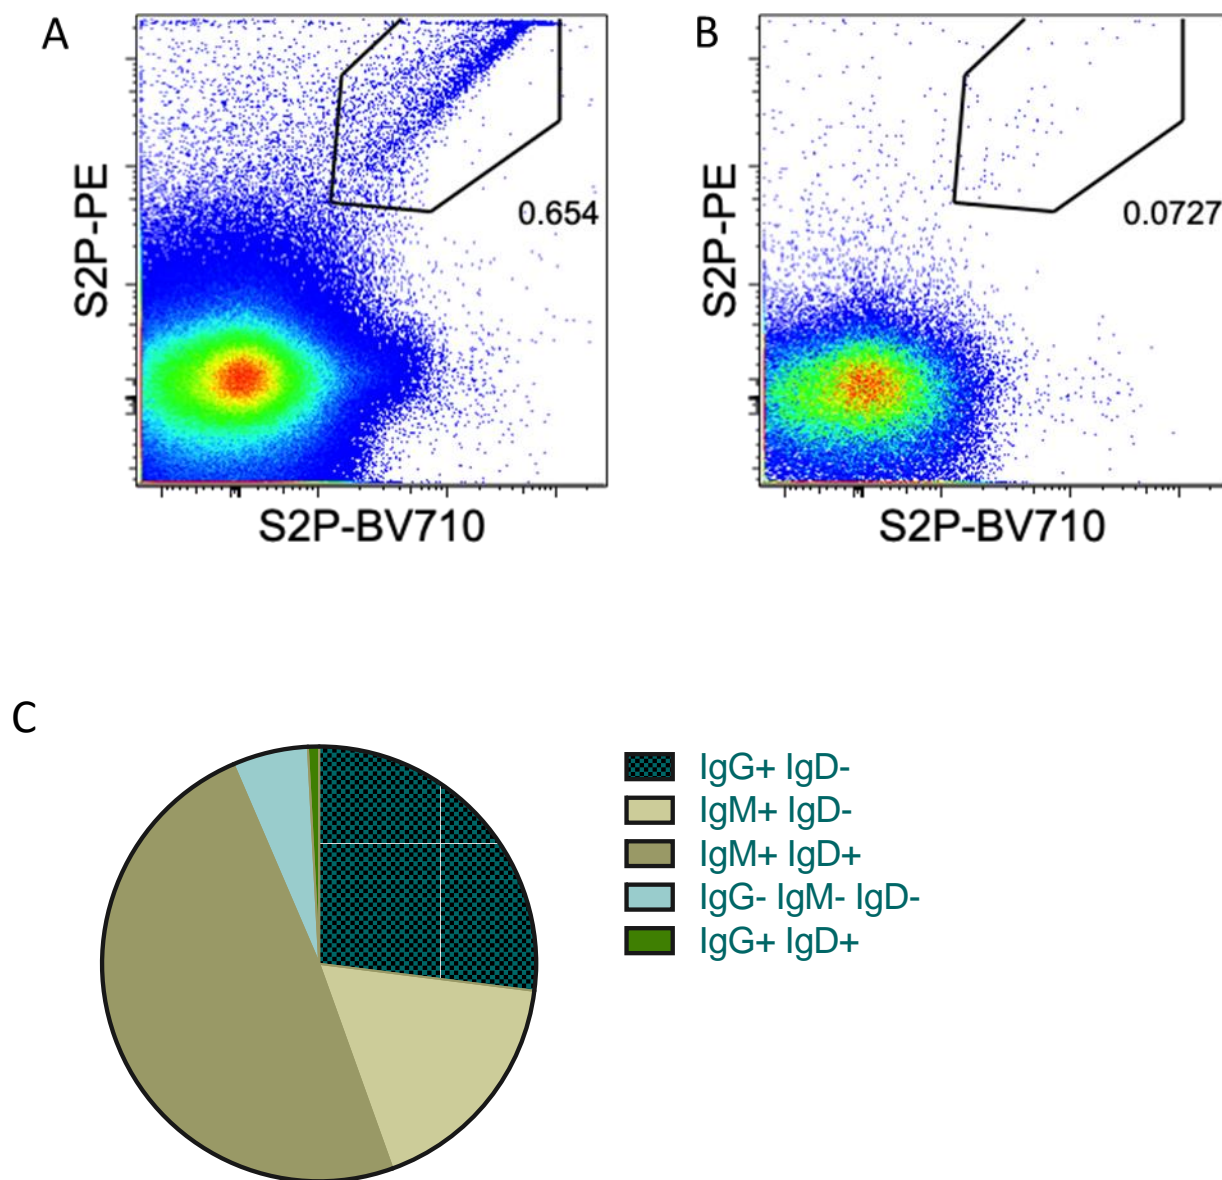 A
B
S2P-PE
0.654
S2P-BV710
S2P-PE
0.0727
S2P-BV710
C
IgG+ IgD-
IgM+ IgD-
IgM+ IgD+
IgG- IgM- IgD-
IgG+ IgD+